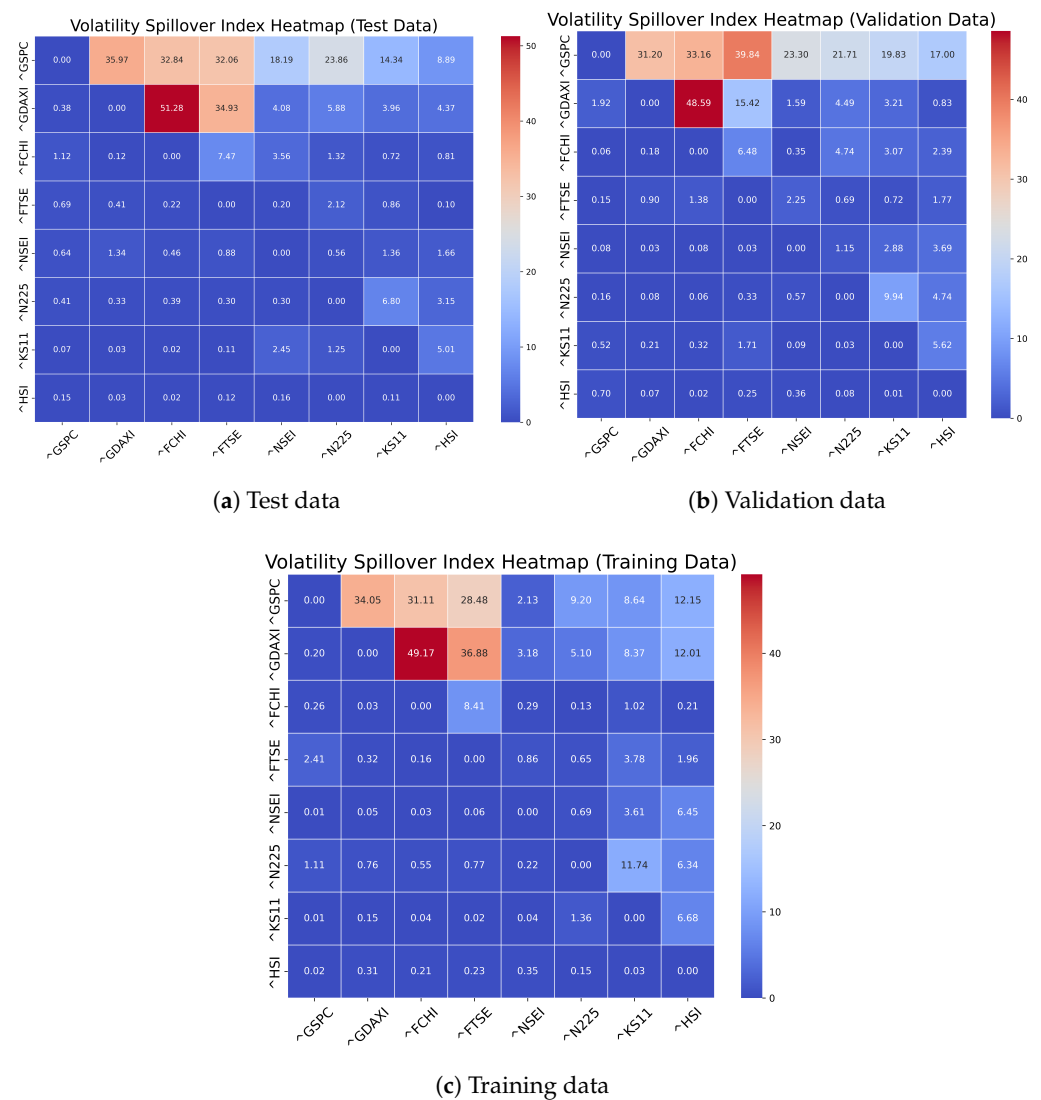 Volatility Spillover Index Heatmap (Test Data)
^GSPC 0.00 35.97 32.84 32.06 18.19 23.86 14.34 8.89
^GDAXI 0.38 0.00 51.28 34.93 4.08 5.88 3.96 4.37
^FCHI 1.12 0.12 0.00 7.47 3.56 1.32 0.72 0.81
^FTSE 0.69 0.41 0.22 0.00 0.20 2.12 0.86 0.10
^NSEI 0.64 1.34 0.46 0.88 0.00 0.56 1.36 1.66
^N225 0.41 0.33 0.39 0.30 0.30 0.00 6.80 3.15
^KS11 0.07 0.03 0.02 0.11 2.45 1.25 0.00 5.01
^HSI 0.15 0.03 0.02 0.12 0.16 0.00 0.11 0.00
^GSPC ^GDAXI ^FCHI ^FTSE ^NSEI ^N225 ^KS11 ^HSI
50
40
30
20
10
0
(a) Test data
Volatility Spillover Index Heatmap (Validation Data)
^GSPC 0.00 31.20 33.16 39.84 23.30 21.71 19.83 17.00
^GDAXI 1.92 0.00 48.59 15.42 1.59 4.49 3.21 0.83
^FCHI 0.06 0.18 0.00 6.48 0.35 4.74 3.07 2.39
^FTSE 0.15 0.90 1.38 0.00 2.25 0.69 0.72 1.77
^NSEI 0.08 0.03 0.08 0.03 0.00 1.15 2.88 3.69
^N225 0.16 0.08 0.06 0.33 0.57 0.00 9.94 4.74
^KS11 0.52 0.21 0.32 1.71 0.09 0.03 0.00 5.62
^HSI 0.70 0.07 0.02 0.25 0.36 0.08 0.01 0.00
^GSPC ^GDAXI ^FCHI ^FTSE ^NSEI ^N225 ^KS11 ^HSI
40
30
20
10
0
(b) Validation data
Volatility Spillover Index Heatmap (Training Data)
^GSPC 0.00 34.05 31.11 28.48 2.13 9.20 8.64 12.15
^GDAXI 0.20 0.00 49.17 36.88 3.18 5.10 8.37 12.01
^FCHI 0.26 0.03 0.00 8.41 0.29 0.13 1.02 0.21
^FTSE 2.41 0.32 0.16 0.00 0.86 0.65 3.78 1.96
^NSEI 0.01 0.05 0.03 0.06 0.00 0.69 3.61 6.45
^N225 1.11 0.76 0.55 0.77 0.22 0.00 11.74 6.34
^KS11 0.01 0.15 0.04 0.02 0.04 1.36 0.00 6.68
^HSI 0.02 0.31 0.21 0.23 0.35 0.15 0.03 0.00
^GSPC ^GDAXI ^FCHI ^FTSE ^NSEI ^N225 ^KS11 ^HSI
40
30
20
10
0
(c) Training data